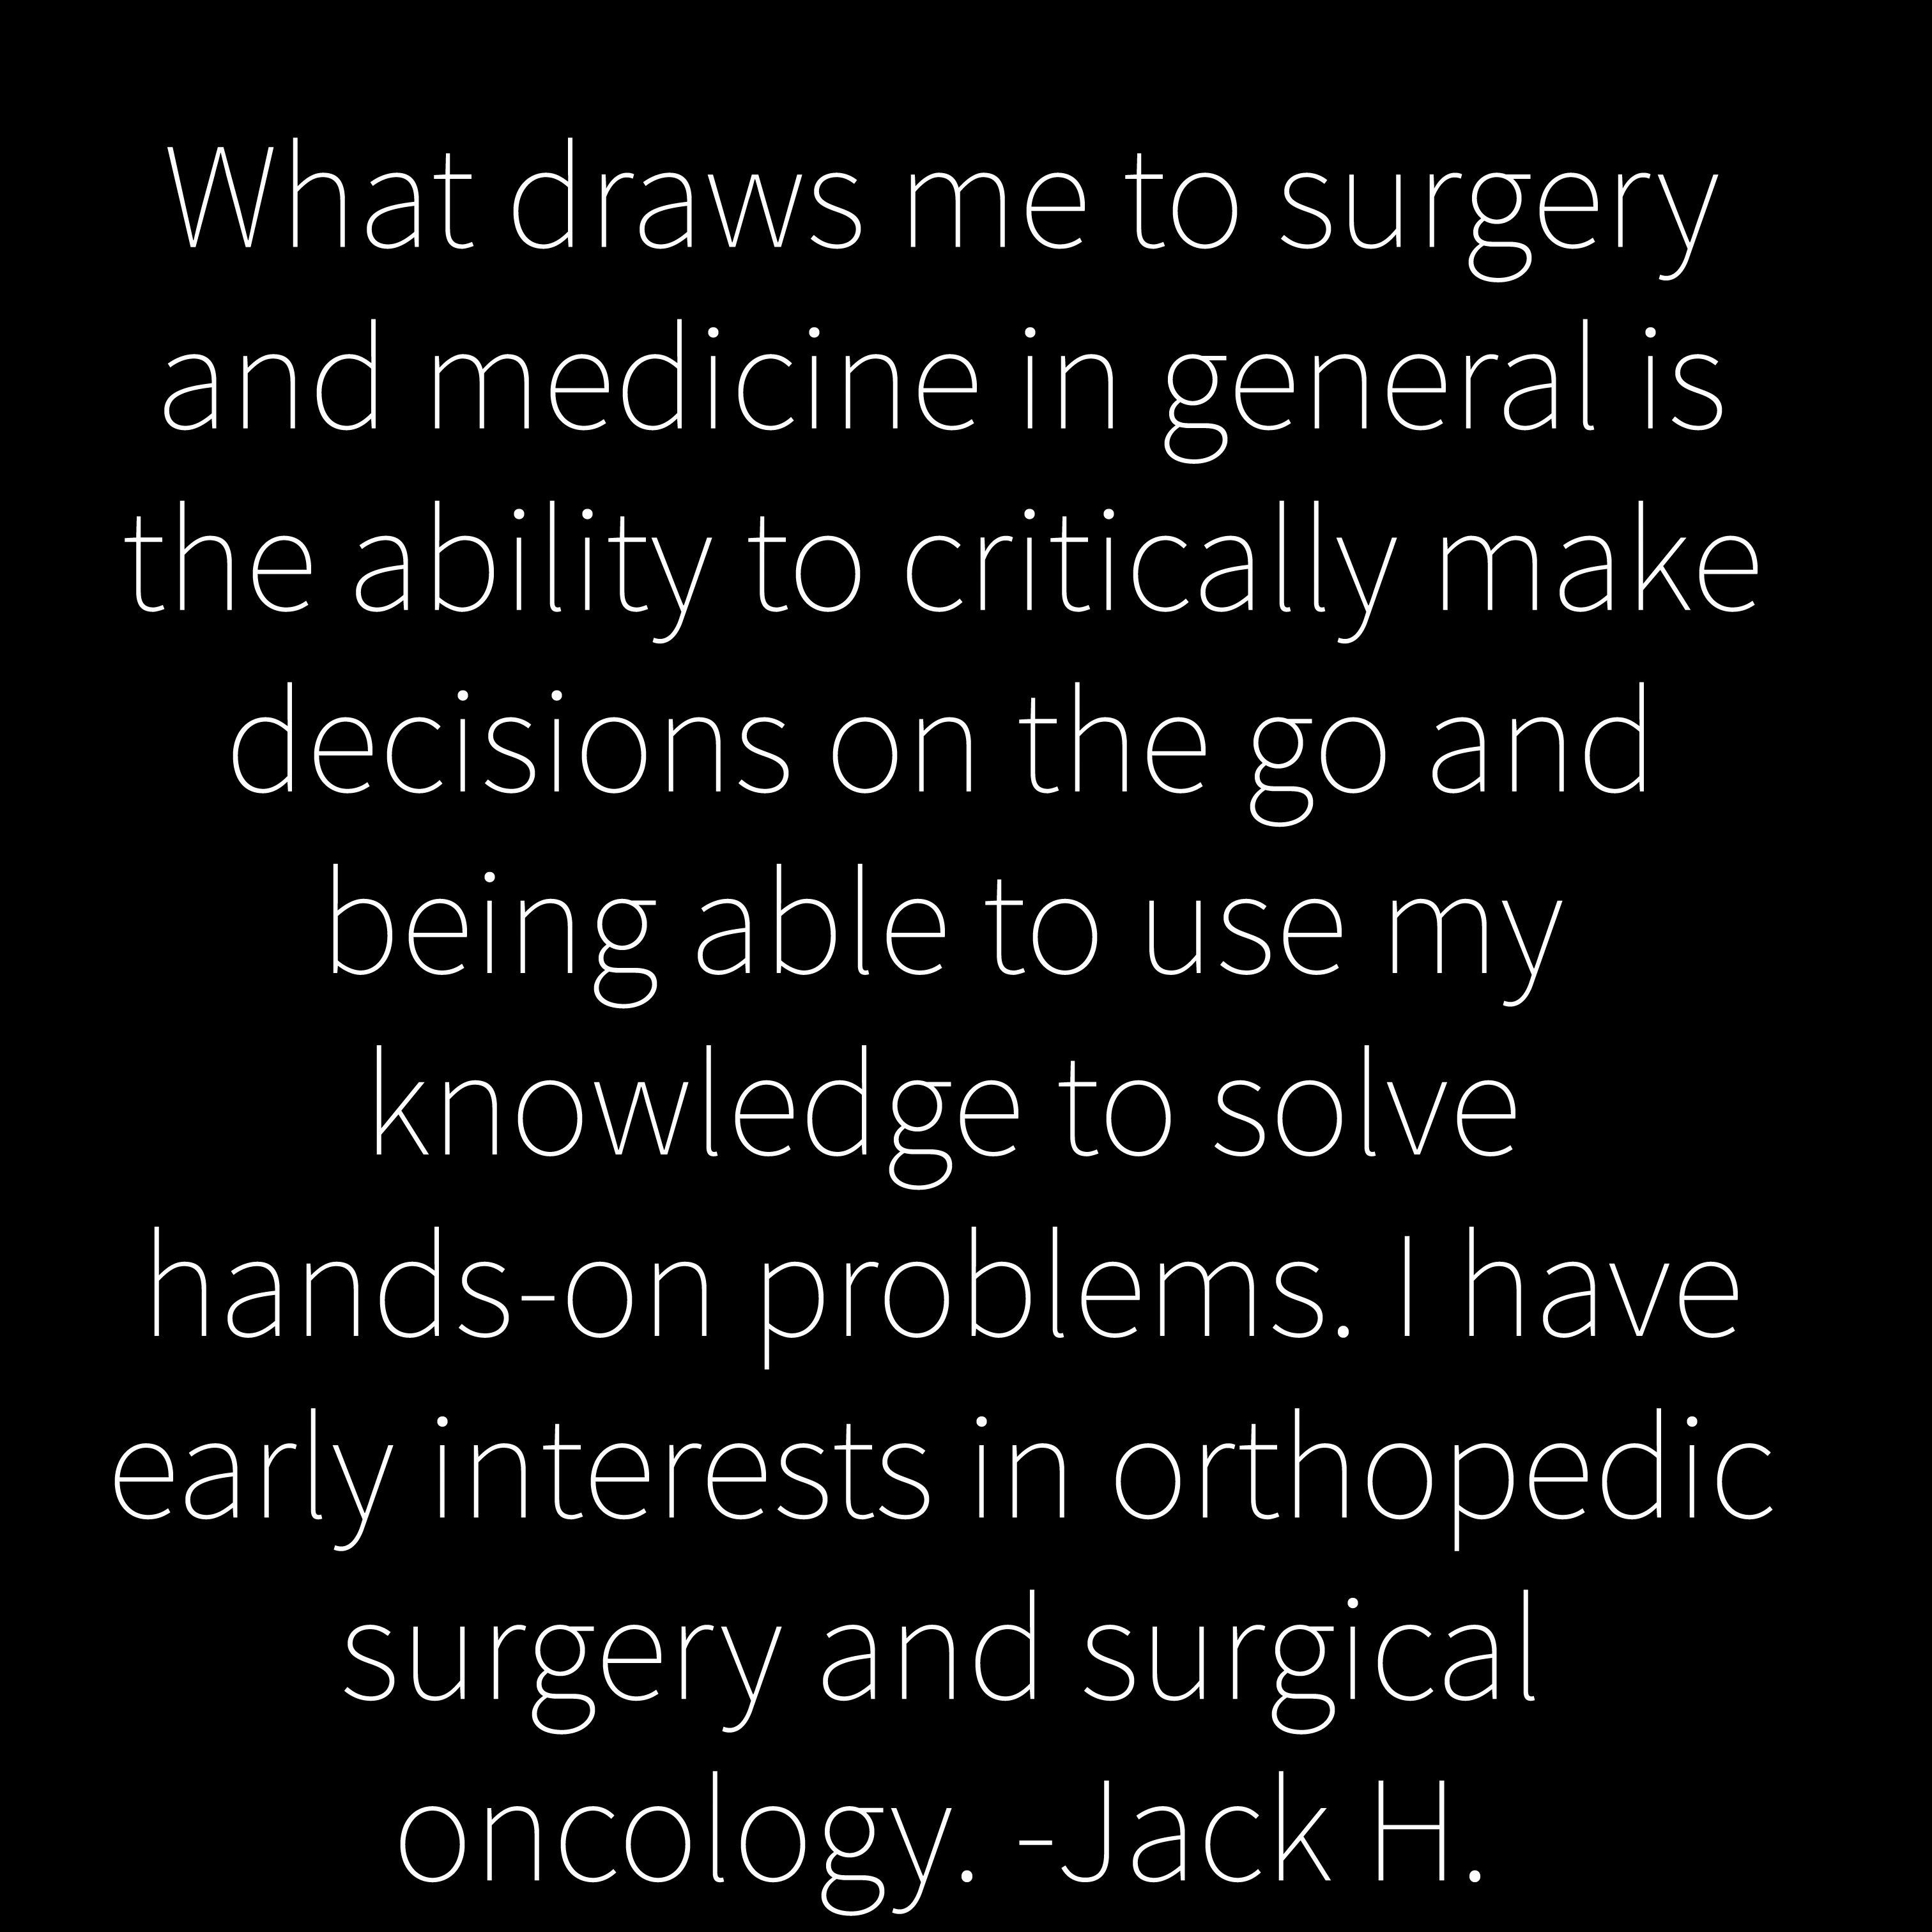 What draws me to surgery
and medicine in general is
the ability to critically make
decisions on the go and
being able to use my
knowledge to solve
hands-on problems. I have
early interests in orthopedic
surgery and surgical
oncology. -Jack H.